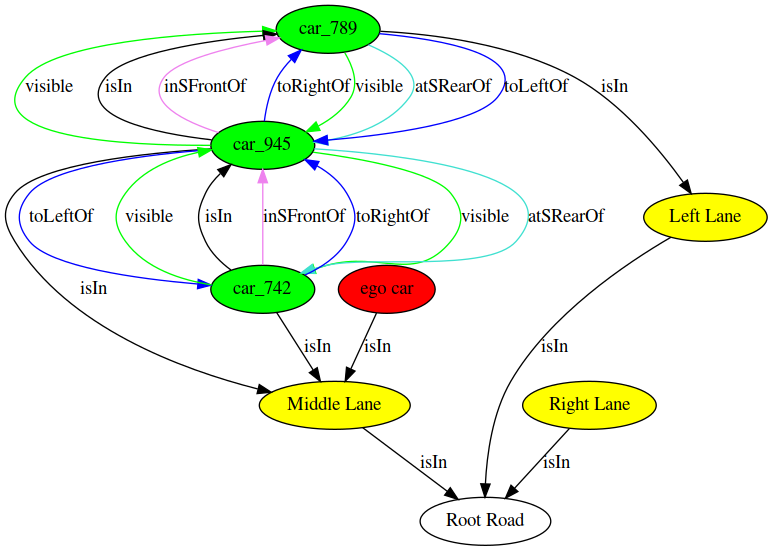 car_789
visible
isIn
inSFrontOf
toRightOf
visible
atSRearOf
toLeftOf
isIn
car_945
toLeftOf
visible
isIn
inSFrontOf
toRightOf
visible
atSRearOf
Left Lane
isIn
car_742
ego car
isIn
isIn
isIn
Middle Lane
Right Lane
isIn
isIn
Root Road